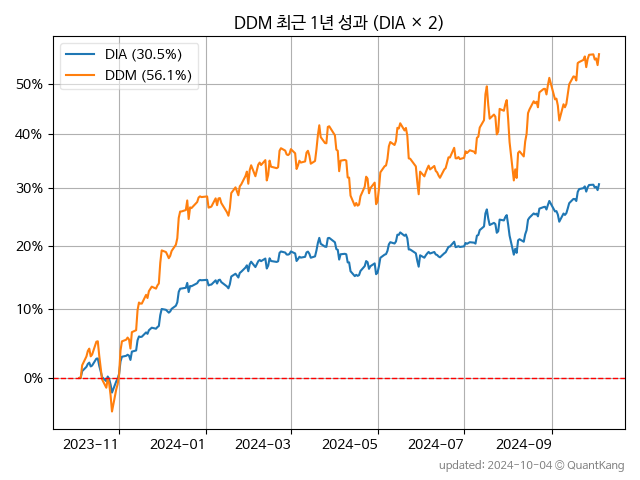 DDM 최근 1년 성과 (DIA × 2)
DIA (30.5%)
DDM (56.1%)
50%
40%
30%
20%
10%
0%
2023-11 2024-01 2024-03 2024-05 2024-07 2024-09
updated: 2024-10-04 © QuantKang